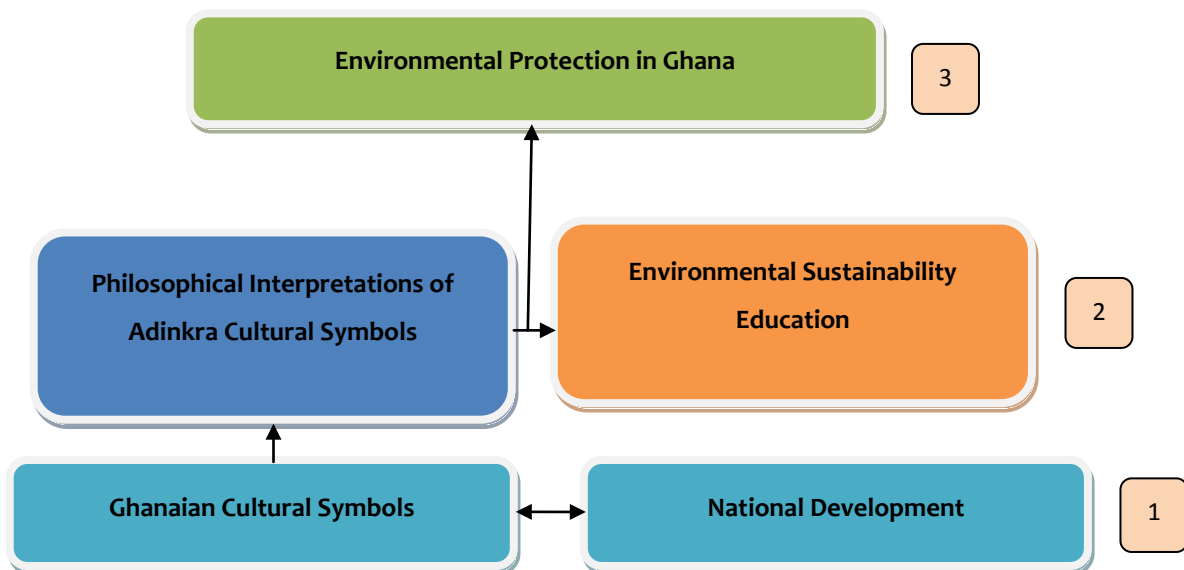 Environmental Protection in Ghana
3
Philosophical Interpretations of
Adinkra Cultural Symbols
Environmental Sustainability
Education
2
Ghanaian Cultural Symbols
National Development
1